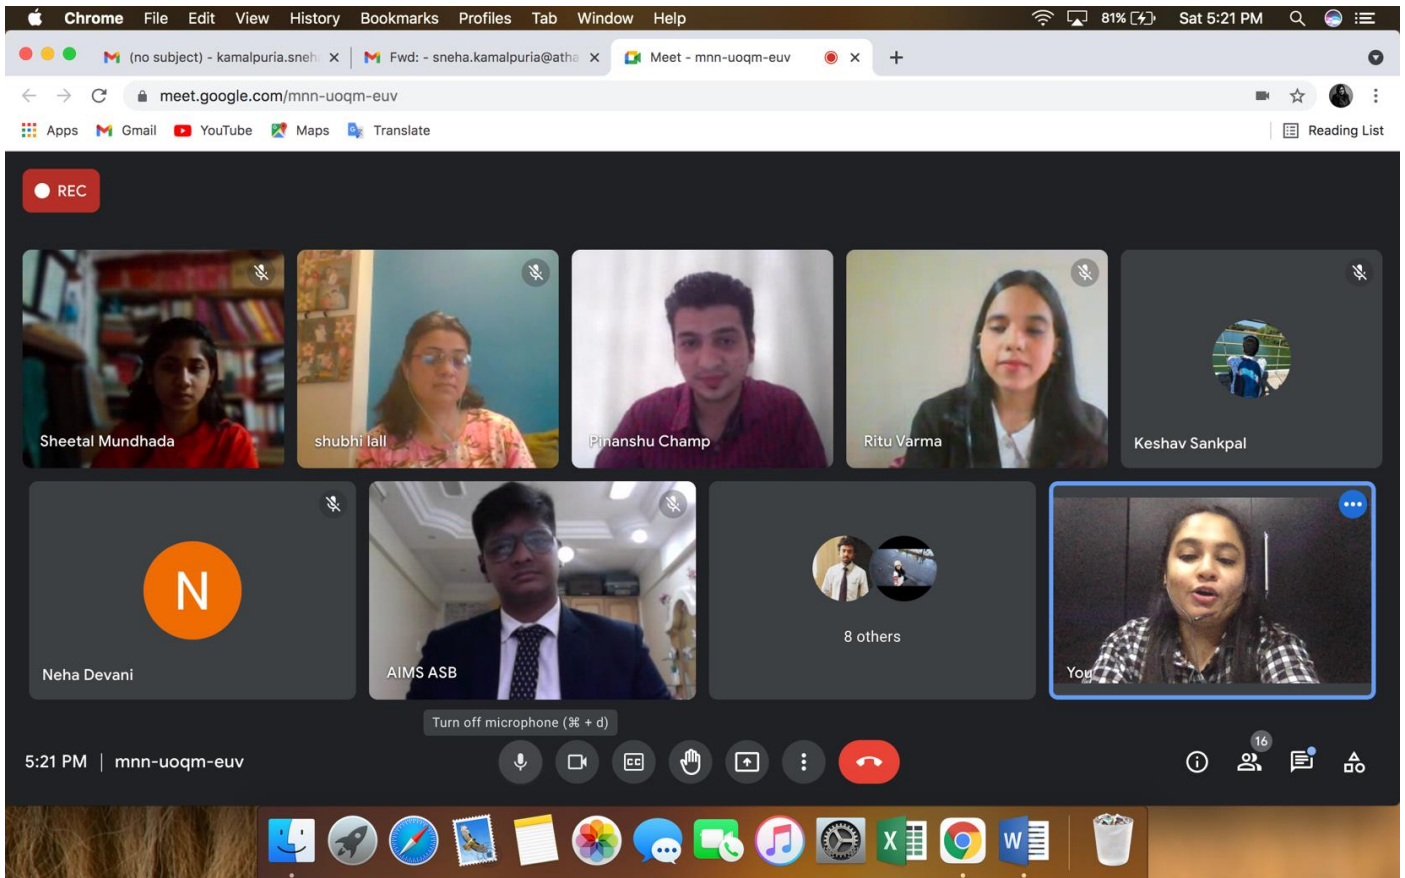 Chrome File Edit View History Bookmarks Profiles Tab Window Help 81% Sat 5:21 PM
(no subject) - kamalpuria.sneh Fwd: - sneha.kamalpuria@atha Meet - mnn-uoqm-euv
meet.google.com/mnn-uoqm-euv
Apps Gmail YouTube Maps Translate Reading List
REC
Sheetal Mundhada shubhi lall Pinanshu Champ Ritu Varma Keshav Sankpal
N
8 others
Neha Devani AIMS ASB You
Turn off microphone (⌘ + d)
16
5:21 PM | mnn-uoqm-euv CC
X W